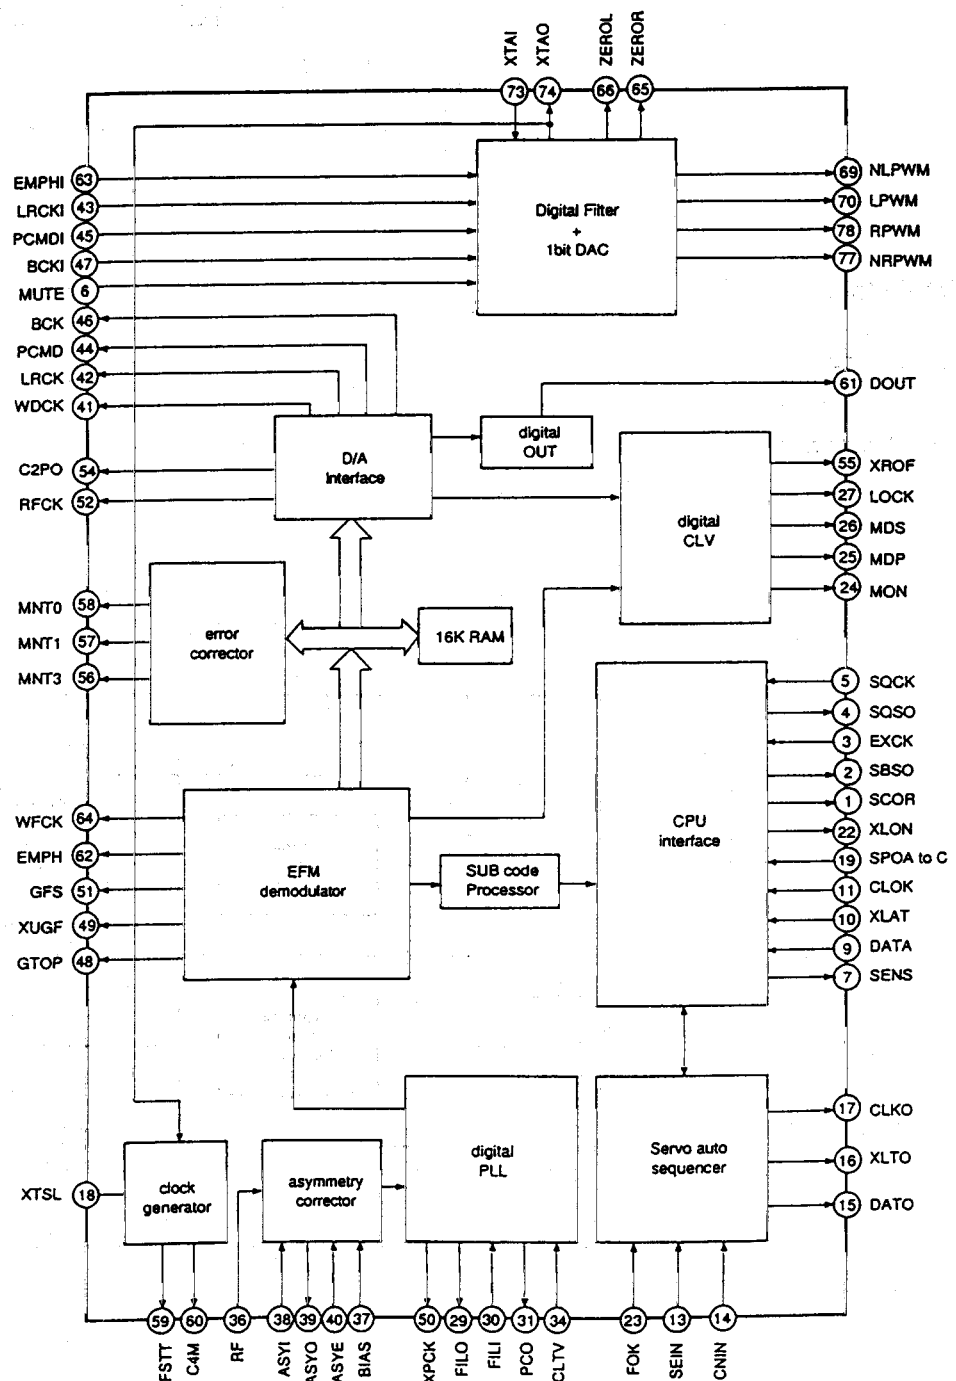 XTAI
XTAO
ZEROL
ZEROR
73
74
66
65
EMPHI 63
LRCKI 43
PCMDI 45
BCKI 47
MUTE 6
BCK 46
PCMD 44
LRCK 42
WDCK 41
C2PO 54
RFCK 52
Digital Filter
+
1bit DAC
69 NLPWM
70 LPWM
78 RPWM
77 NRPWM
61 DOUT
digital
OUT
D/A
Interface
digital
CLV
55 XROF
27 LOCK
26 MDS
25 MDP
24 MON
MNT0 58
MNT1 57
MNT3 56
error
corrector
16K RAM
CPU
interface
5 SQCK
4 SQSO
3 EXCK
2 SBSO
1 SCOR
22 XLON
19 SPOA to C
11 CLOK
10 XLAT
9 DATA
7 SENS
WFCK 64
EMPH 62
GFS 51
XUGF 49
GTOP 48
EFM
demodulator
SUB code
Processor
XTSL 18
clock
generator
asymmetry
corrector
digital
PLL
Servo auto
sequencer
17 CLKO
16 XLTO
15 DATO
59
60
36
38
39
40
37
50
29
30
31
34
23
13
14
FSTT
C4M
RF
ASYI
ASYO
ASYE
BIAS
XPCK
FILO
FILI
PCO
CLTV
FOK
SEIN
CNIN